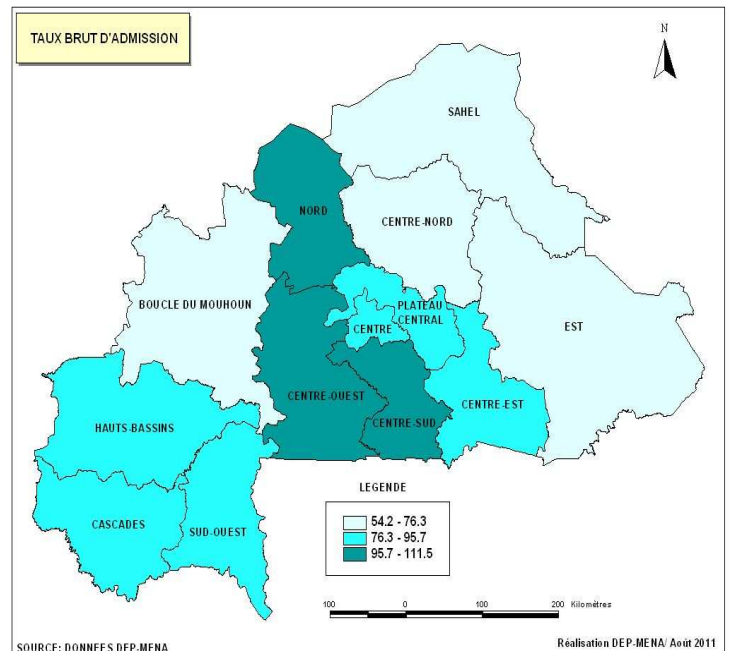 TAUX BRUT D'ADMISSION
N
SAHEL
NORD
CENTRE-NORD
BOUCLE DU MOUHOUN
PLATEAU
CENTRAL
CENTRE
EST
CENTRE-OUEST
CENTRE-EST
CENTRE-SUD
HAUTS-BASSINS
CASCADES
SUD-OUEST
LEGENDE
54.2 - 76.3
76.3 - 95.7
95.7 - 111.5
100 0 100 200 Kilomètres
SOURCE: DONNEES DEP-MENA
Réalisation DEP-MENA/ Août 2011